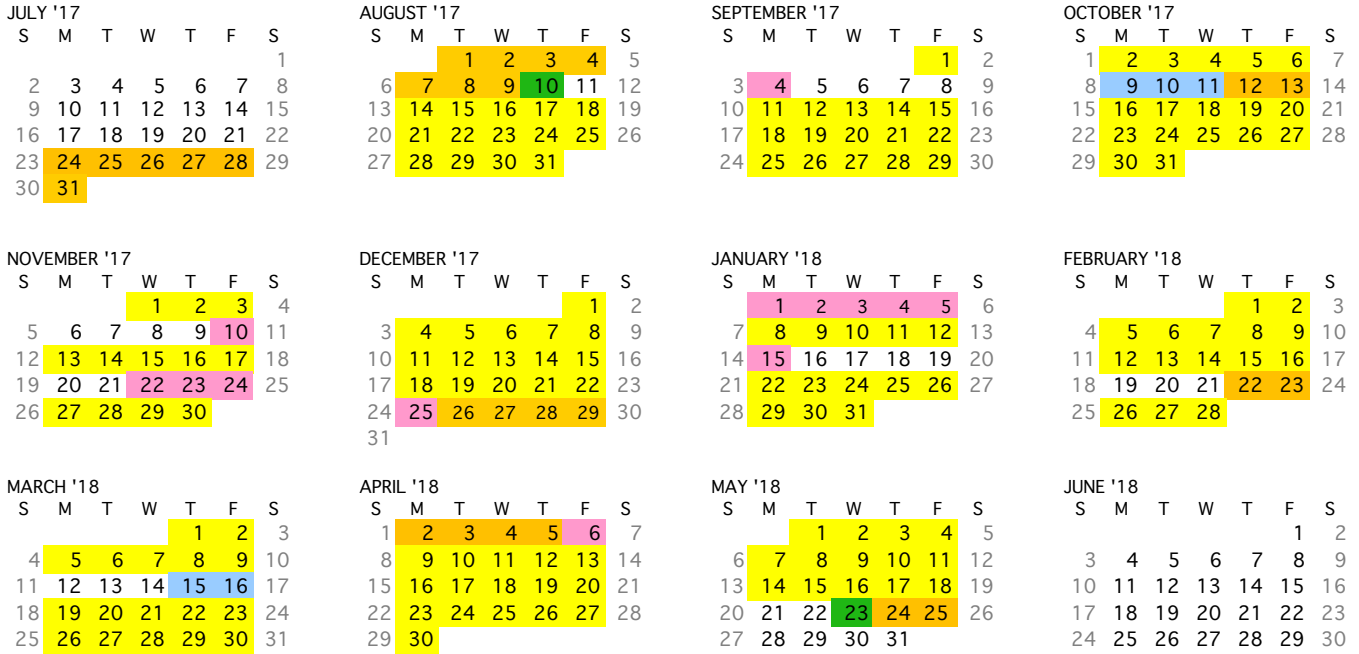 JULY '17
S M T W T F S
1
2 3 4 5 6 7 8
9 10 11 12 13 14 15
16 17 18 19 20 21 22
23 24 25 26 27 28 29
30 31
AUGUST '17
S M T W T F S
1 2 3 4 5
6 7 8 9 10 11 12
13 14 15 16 17 18 19
20 21 22 23 24 25 26
27 28 29 30 31
SEPTEMBER '17
S M T W T F S
1 2
3 4 5 6 7 8 9
10 11 12 13 14 15 16
17 18 19 20 21 22 23
24 25 26 27 28 29 30
OCTOBER '17
S M T W T F S
1 2 3 4 5 6 7
8 9 10 11 12 13 14
15 16 17 18 19 20 21
22 23 24 25 26 27 28
29 30 31
NOVEMBER '17
S M T W T F S
1 2 3 4
5 6 7 8 9 10 11
12 13 14 15 16 17 18
19 20 21 22 23 24 25
26 27 28 29 30
DECEMBER '17
S M T W T F S
1 2
3 4 5 6 7 8 9
10 11 12 13 14 15 16
17 18 19 20 21 22 23
24 25 26 27 28 29 30
31
JANUARY '18
S M T W T F S
1 2 3 4 5 6
7 8 9 10 11 12 13
14 15 16 17 18 19 20
21 22 23 24 25 26 27
28 29 30 31
FEBRUARY '18
S M T W T F S
1 2 3
4 5 6 7 8 9 10
11 12 13 14 15 16 17
18 19 20 21 22 23 24
25 26 27 28
MARCH '18
S M T W T F S
1 2 3
4 5 6 7 8 9 10
11 12 13 14 15 16 17
18 19 20 21 22 23 24
25 26 27 28 29 30 31
APRIL '18
S M T W T F S
1 2 3 4 5 6 7
8 9 10 11 12 13 14
15 16 17 18 19 20 21
22 23 24 25 26 27 28
29 30
MAY '18
S M T W T F S
1 2 3 4 5
6 7 8 9 10 11 12
13 14 15 16 17 18 19
20 21 22 23 24 25 26
27 28 29 30 31
JUNE '18
S M T W T F S
1 2
3 4 5 6 7 8 9
10 11 12 13 14 15 16
17 18 19 20 21 22 23
24 25 26 27 28 29 30